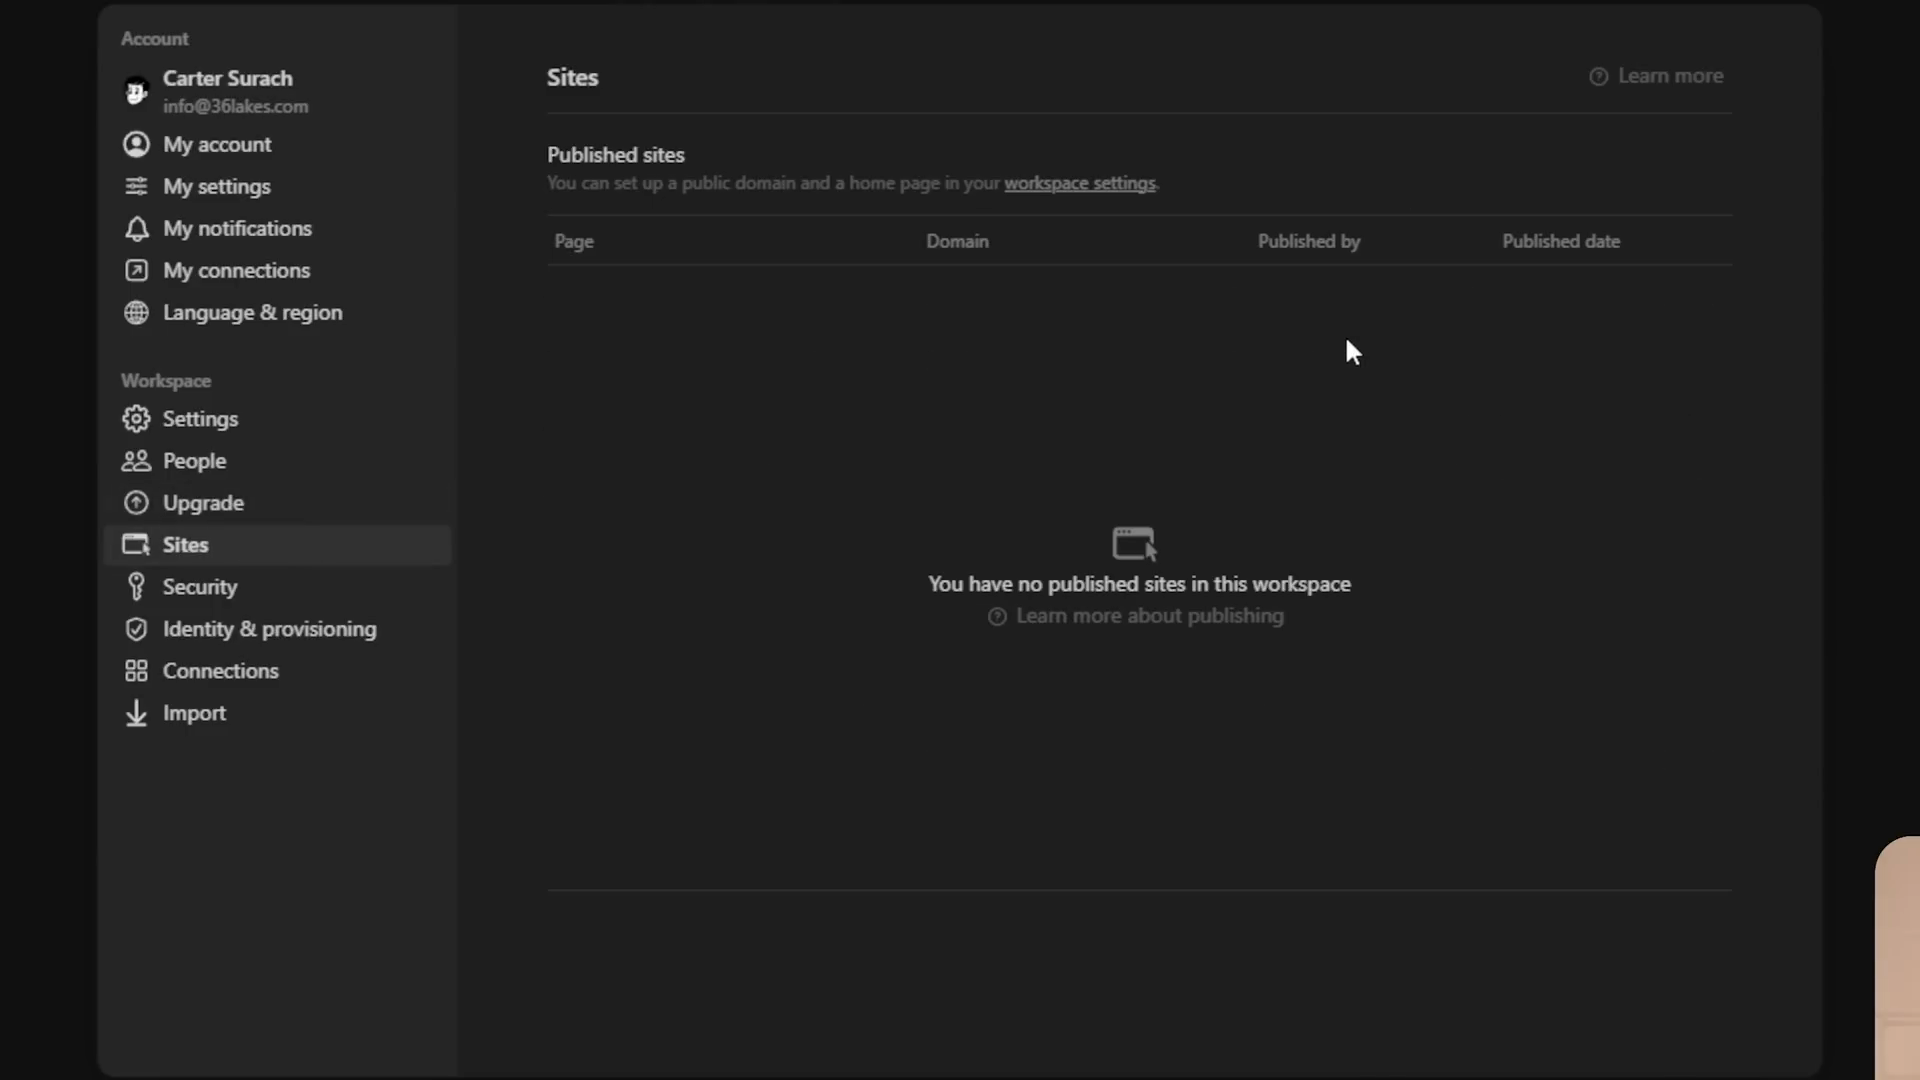 Account
Carter Surach
info@36lakes.com
My account
My settings
My notifications
My connections
Language & region
Workspace
Settings
People
Upgrade
Sites
Security
Identity & provisioning
Connections
Import
Sites
Learn more
Published sites
You can set up a public domain and a home page in your workspace settings.
Page Domain Published by Published date
You have no published sites in this workspace
Learn more about publishing